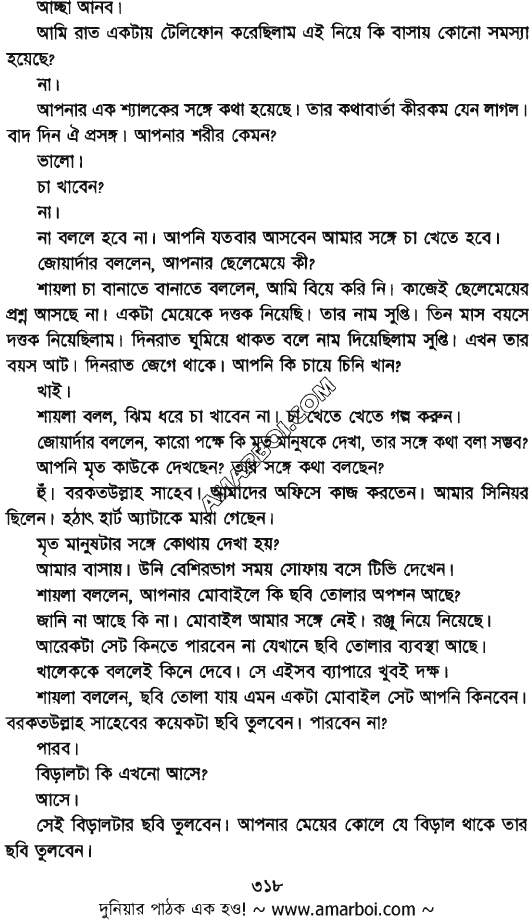 আচ্ছা আনব।
আমি রাত একটায় টেলিফোন করেছিলাম এই নিয়ে কি বাসায় কোনো সমস্যা
হয়েছে?
না।
আপনার এক শ্যালকের সঙ্গে কথা হয়েছে। তার কথাবার্তা কীরকম যেন লাগল।
বাদ দিন ঐ প্রসঙ্গ। আপনার শরীর কেমন?
ভালো।
চা খাবেন?
না।
না বললে হবে না। আপনি যতবার আসবেন আমার সঙ্গে চা খেতে হবে।
জোয়ার্দার বললেন, আপনার ছেলেমেয়ে কী?
শায়লা চা বানাতে বানাতে বললেন, আমি বিয়ে করি নি। কাজেই ছেলেমেয়ের
প্রশ্ন আসছে না। একটা মেয়েকে দত্তক নিয়েছি। তার নাম সুপ্তি। তিন মাস বয়সে
দত্তক নিয়েছিলাম। দিনরাত ঘুমিয়ে থাকত বলে নাম দিয়েছিলাম সুপ্তি। এখন তার
বয়স আট। দিনরাত জেগে থাকে। আপনি কি চায়ে চিনি খান?
খাই।
শায়লা বলল, ঝিম ধরে চা খাবেন না। চা খেতে খেতে গল্প করুন।
জোয়ার্দার বললেন, কারো পক্ষে কি মৃত মানুষকে দেখা, তার সঙ্গে কথা বলা সম্ভব?
আপনি মৃত কাউকে দেখছেন? তার সঙ্গে কথা বলছেন?
হুঁ। বরকতউল্লাহ সাহেব। আমাদের অফিসে কাজ করতেন। আমার সিনিয়র
ছিলেন। হঠাৎ হার্ট অ্যাটাকে মারা গেছেন।
মৃত মানুষটার সঙ্গে কোথায় দেখা হয়?
আমার বাসায়। উনি বেশিরভাগ সময় সোফায় বসে টিভি দেখেন।
শায়লা বললেন, আপনার মোবাইলে কি ছবি তোলার অপশন আছে?
জানি না আছে কি না। মোবাইল আমার সঙ্গে নেই। রঞ্জু নিয়ে নিয়েছে।
আরেকটা সেট কিনতে পারবেন না যেখানে ছবি তোলার ব্যবস্থা আছে।
খালেককে বললেই কিনে দেবে। সে এইসব ব্যাপারে খুবই দক্ষ।
শায়লা বললেন, ছবি তোলা যায় এমন একটা মোবাইল সেট আপনি কিনবেন।
বরকতউল্লাহ সাহেবের কয়েকটা ছবি তুলবেন। পারবেন না?
পারব।
বিড়ালটা কি এখনো আসে?
আসে।
সেই বিড়ালটার ছবি তুলবেন। আপনার মেয়ের কোলে যে বিড়াল থাকে তার
ছবি তুলবেন।
৩১৮
দুনিয়ার পাঠক এক হও! ~ www.amarboi.com ~
AMARBOI.COM